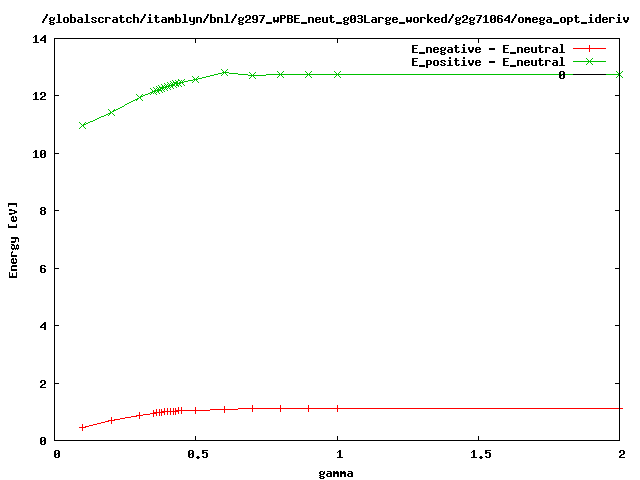 /globalscratch/itamblyn/bnl/g297_wPBE_neut_g03Large_worked/g2g71064/omega_opt_ideriv
14
12
10
8
6
4
2
0
E_negative - E_neutral
E_positive - E_neutral
0
Energy [eV]
0 0.5 1 1.5 2
gamma